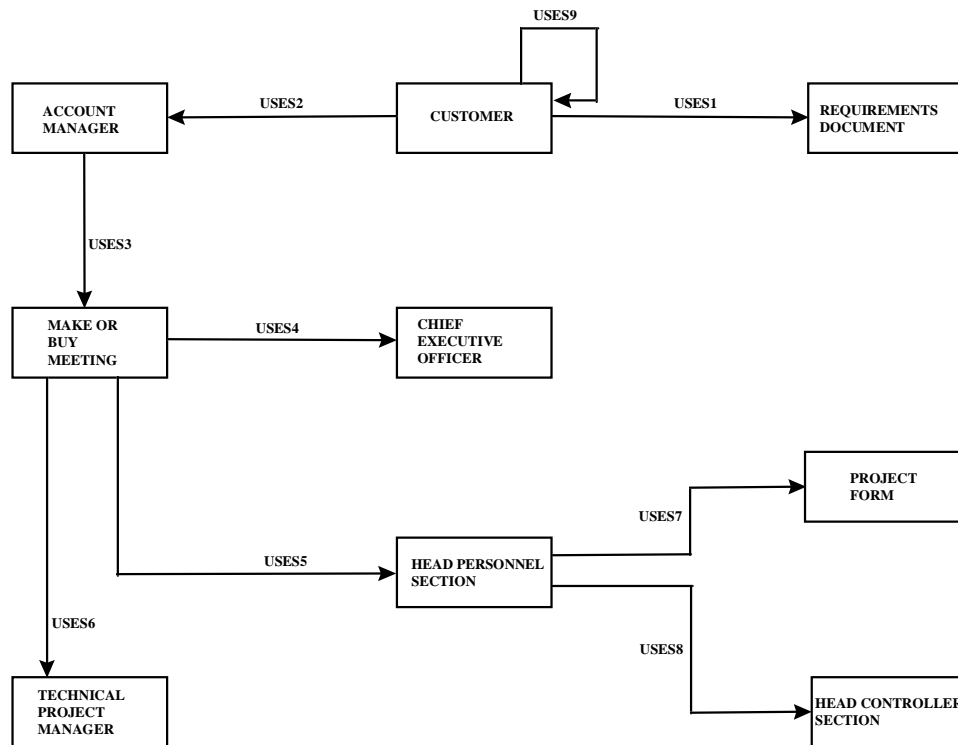 USES9
ACCOUNT
MANAGER
USES2
CUSTOMER
USES1
REQUIREMENTS
DOCUMENT
USES3
MAKE OR
BUY
MEETING
USES4
CHIEF
EXECUTIVE
OFFICER
PROJECT
FORM
USES7
USES5
HEAD PERSONNEL
SECTION
USES6
USES8
TECHNICAL
PROJECT
MANAGER
HEAD CONTROLLER
SECTION